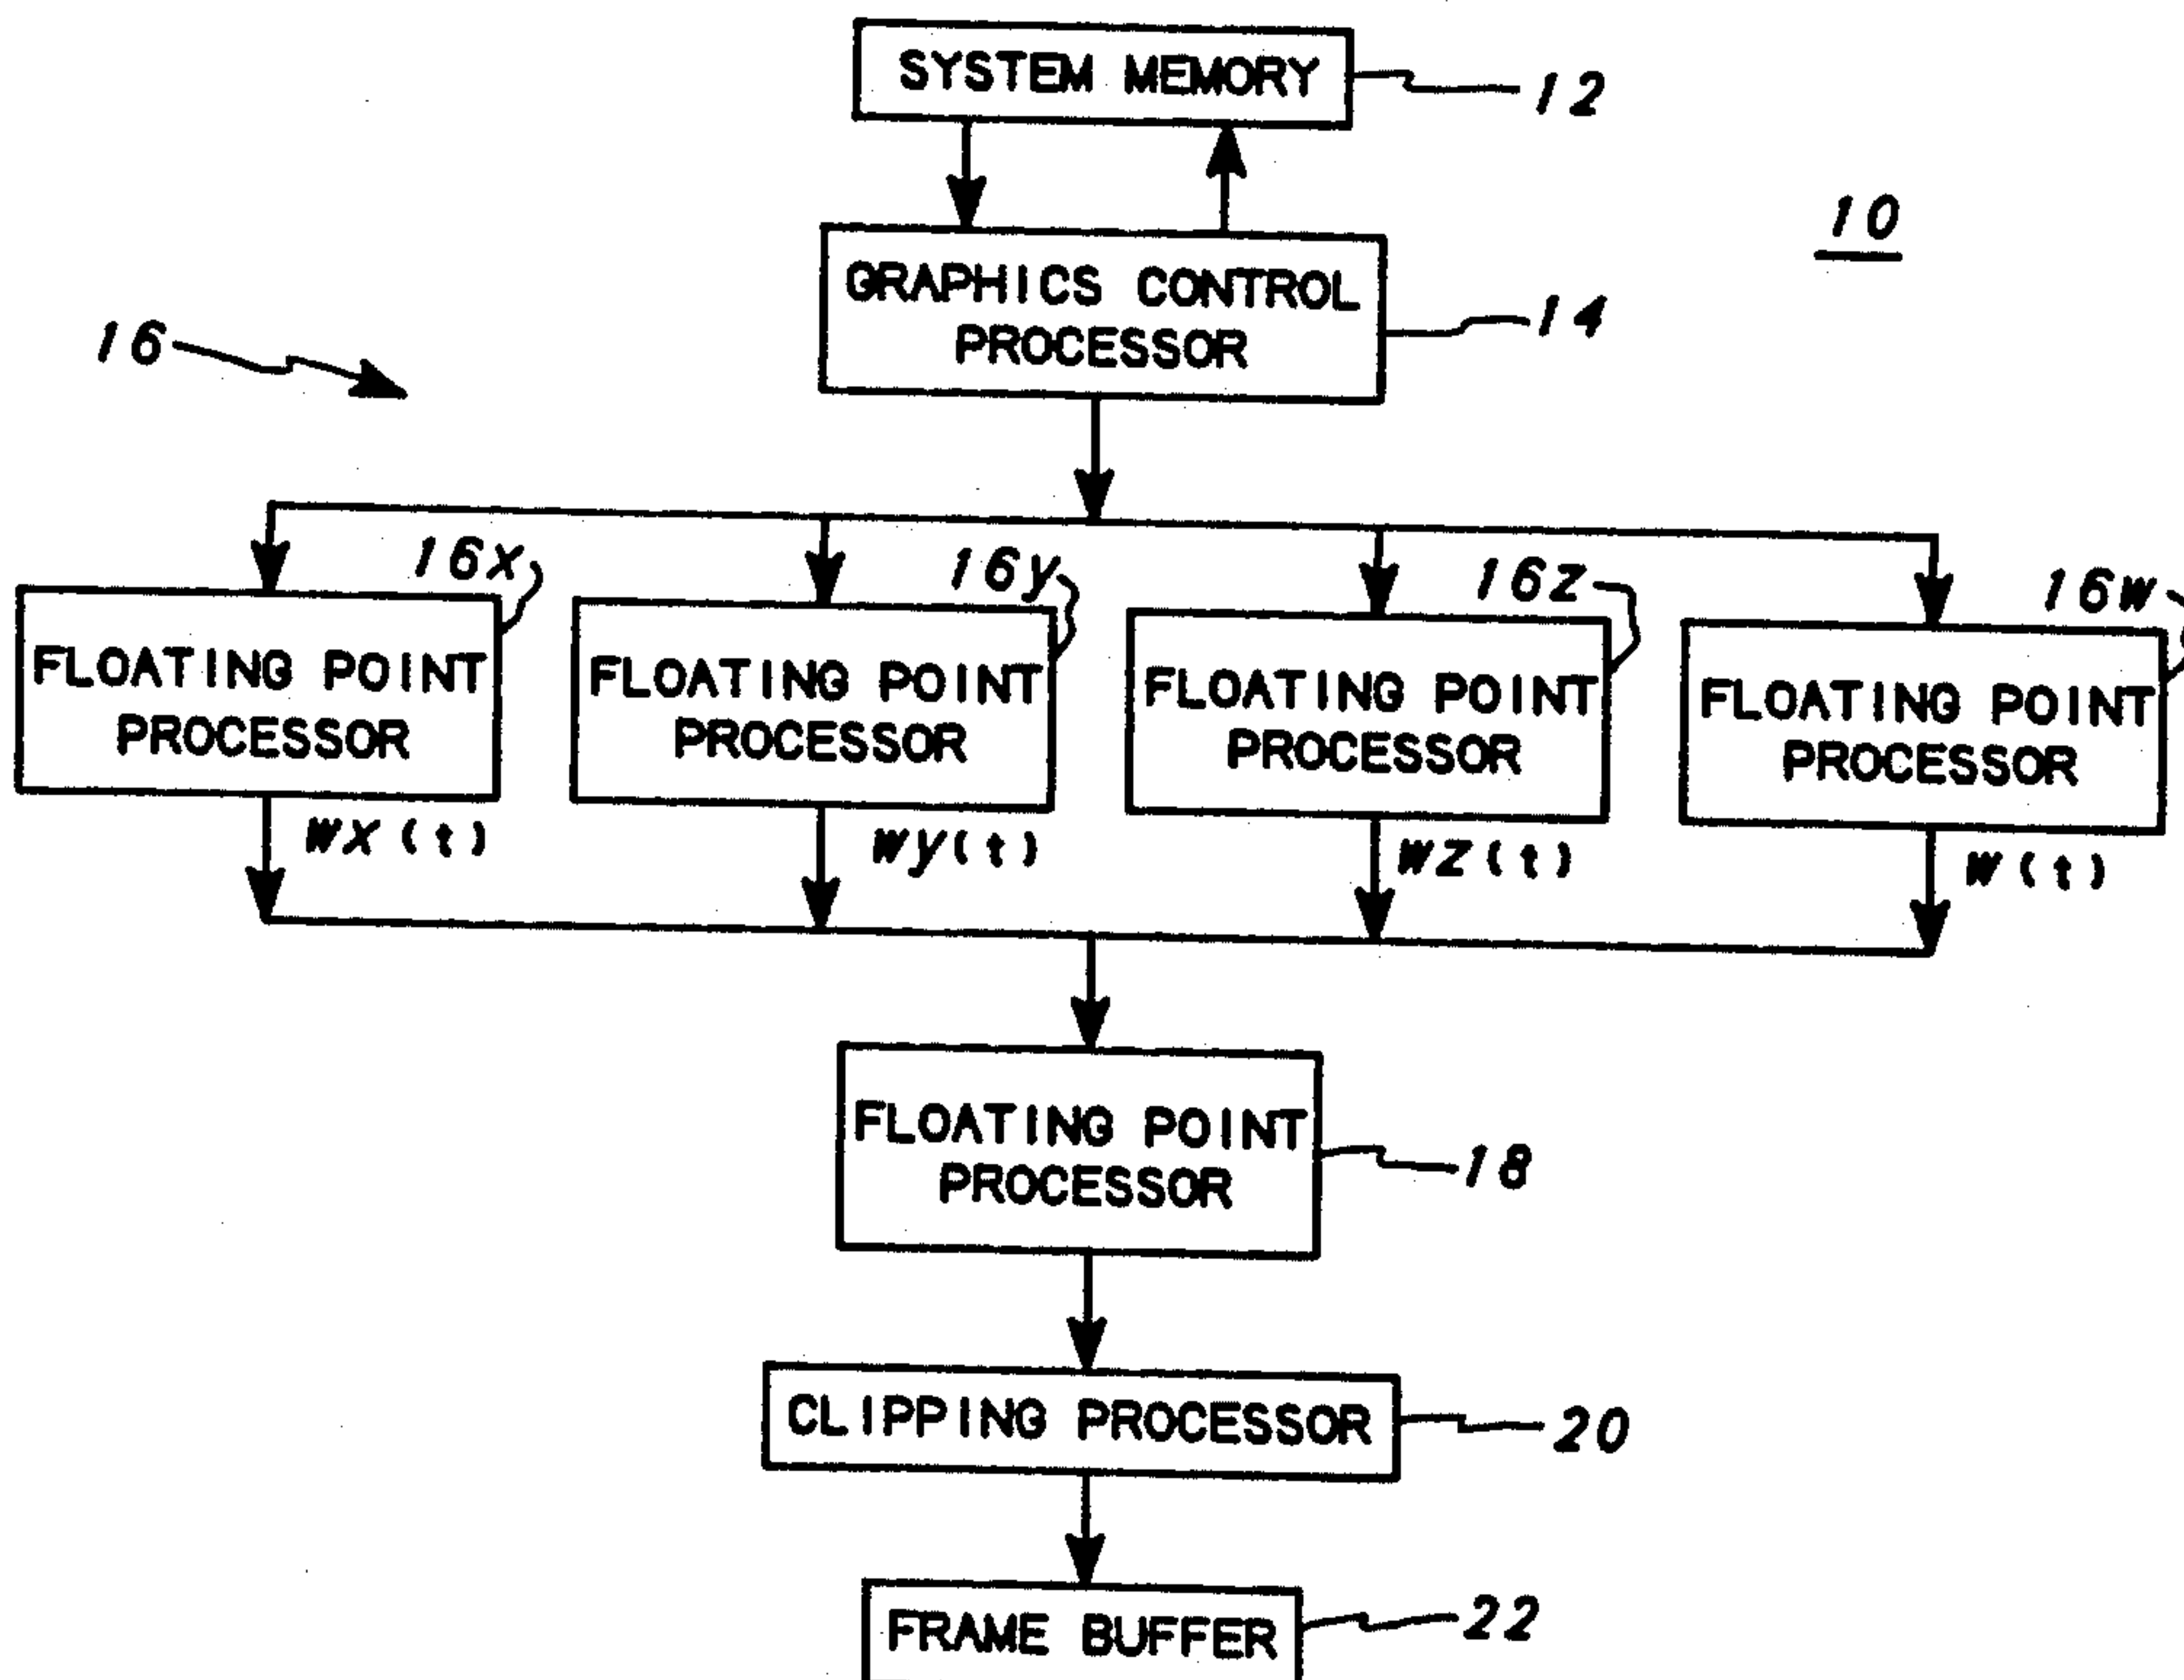 SYSTEM MEMORY
12
10
GRAPHICS CONTROL
PROCESSOR
14
16
16x
16y
16z
16w
FLOATING POINT
PROCESSOR
FLOATING POINT
PROCESSOR
FLOATING POINT
PROCESSOR
FLOATING POINT
PROCESSOR
wx(t)
wy(t)
wz(t)
w(t)
FLOATING POINT
PROCESSOR
18
CLIPPING PROCESSOR
20
FRAME BUFFER
22